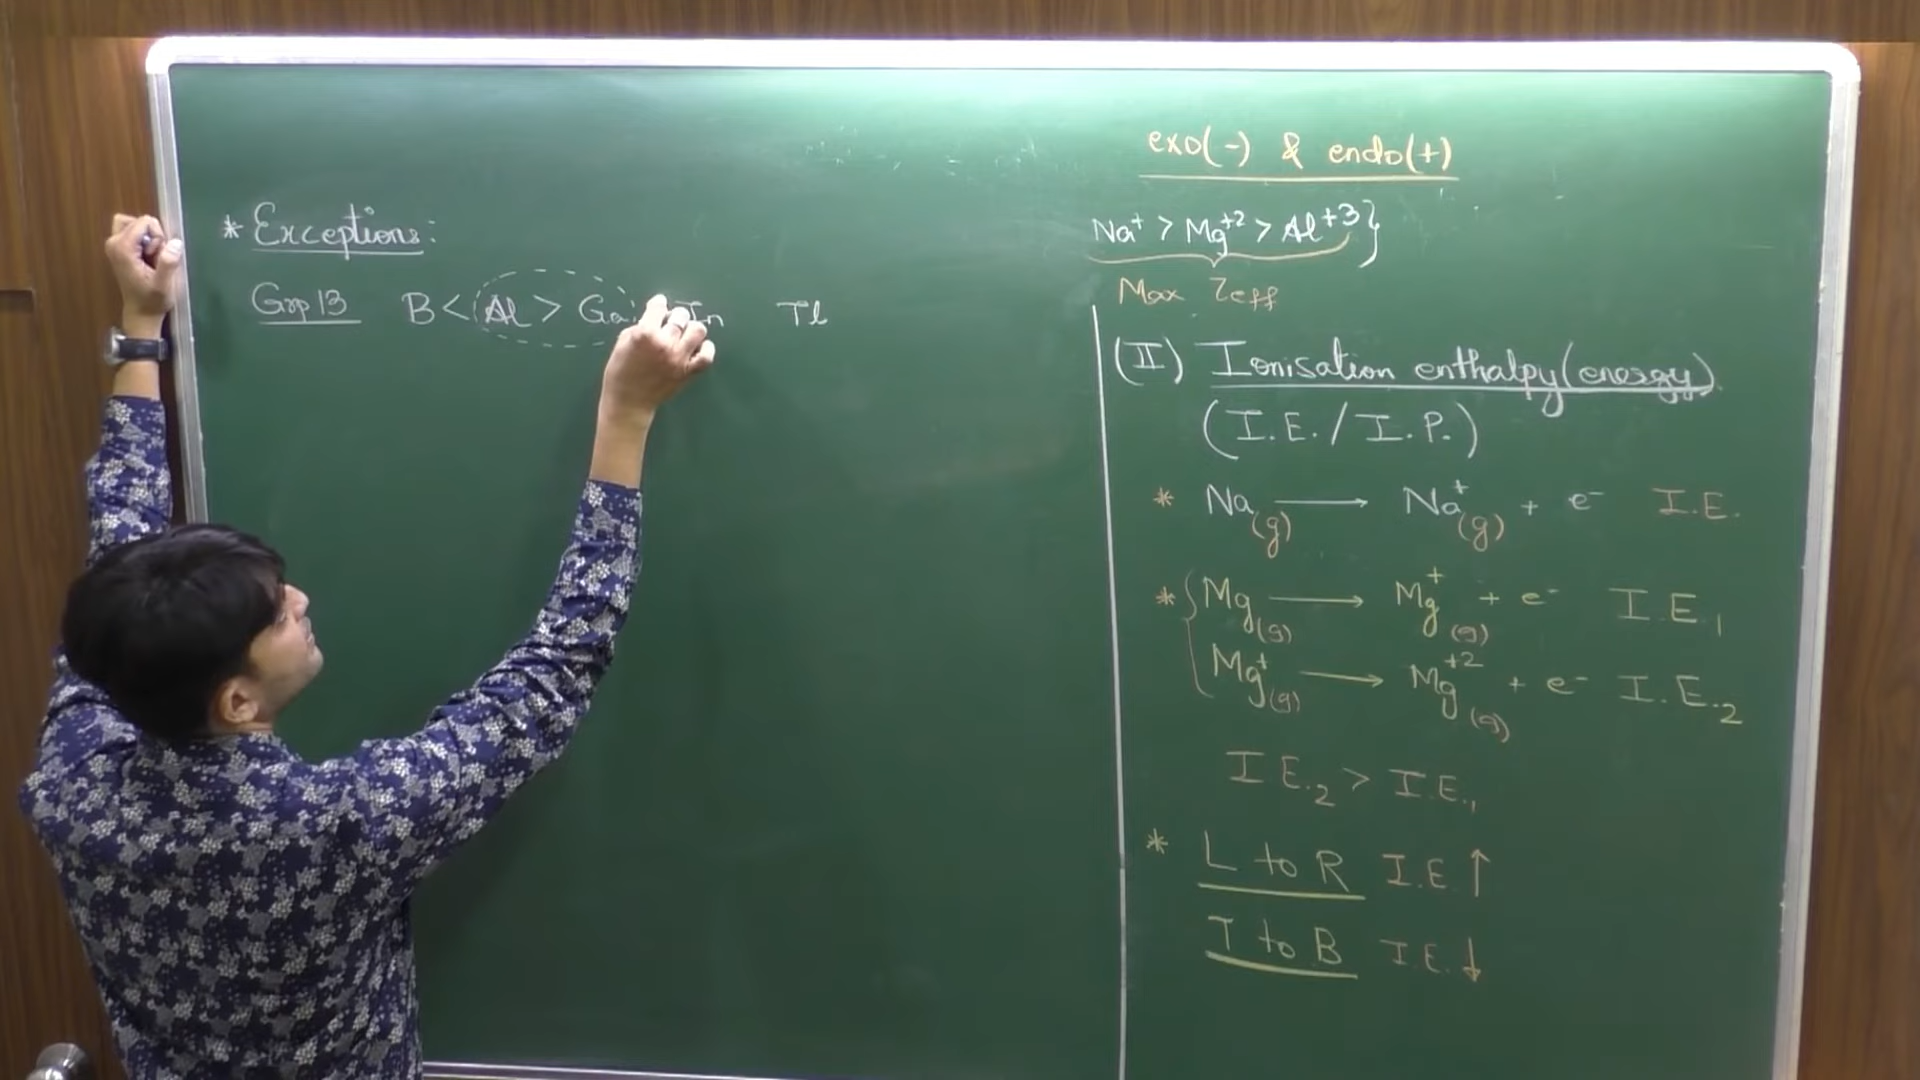 * Exceptions:
Grp 13 B < Al > Ga In Tl
exo(-) & endo(+)
Na⁺ > Mg⁺² > Al⁺³}
Max Zeff
(II) Ionisation enthalpy (energy)
(I.E. / I.P.)
* Na(g) → Na⁺(g) + e⁻ I.E.
* { Mg(g) → Mg⁺(g) + e⁻ I.E.₁
Mg⁺(g) → Mg⁺²(g) + e⁻ I.E.₂
I E.₂ > I.E.₁
* L to R I.E ↑
T to B I.E. ↓